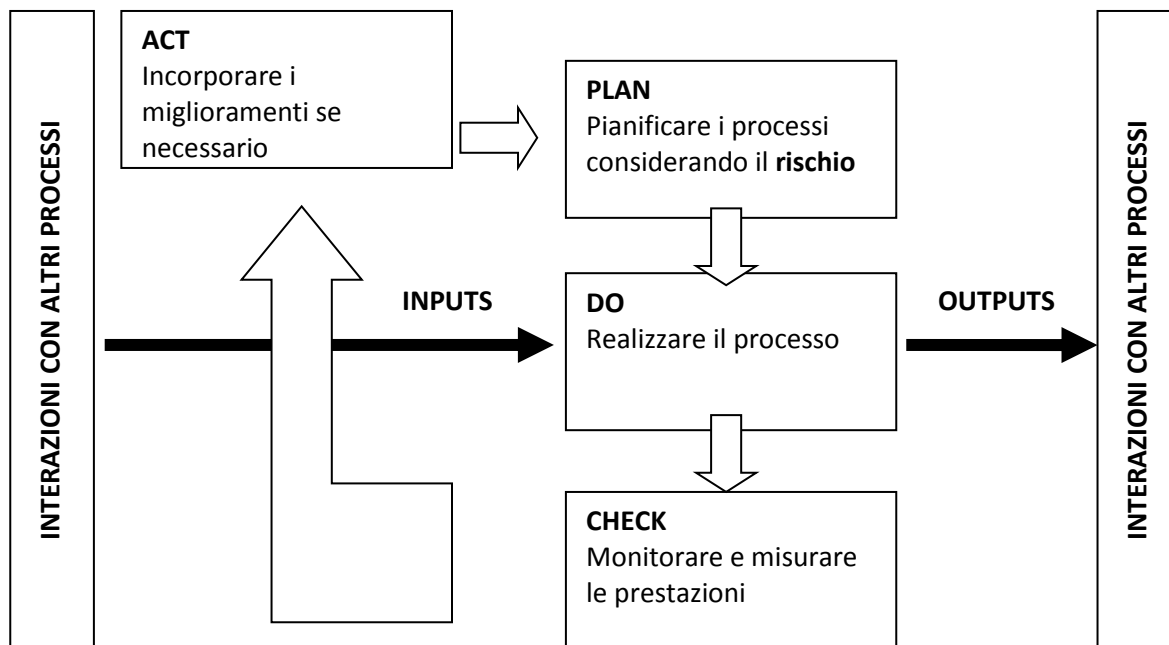 INTERAZIONI CON ALTRI PROCESSI
ACT
Incorporare i
miglioramenti se
necessario
PLAN
Pianificare i processi
considerando il rischio
INPUTS
DO
Realizzare il processo
OUTPUTS
CHECK
Monitorare e misurare
le prestazioni
INTERAZIONI CON ALTRI PROCESSI